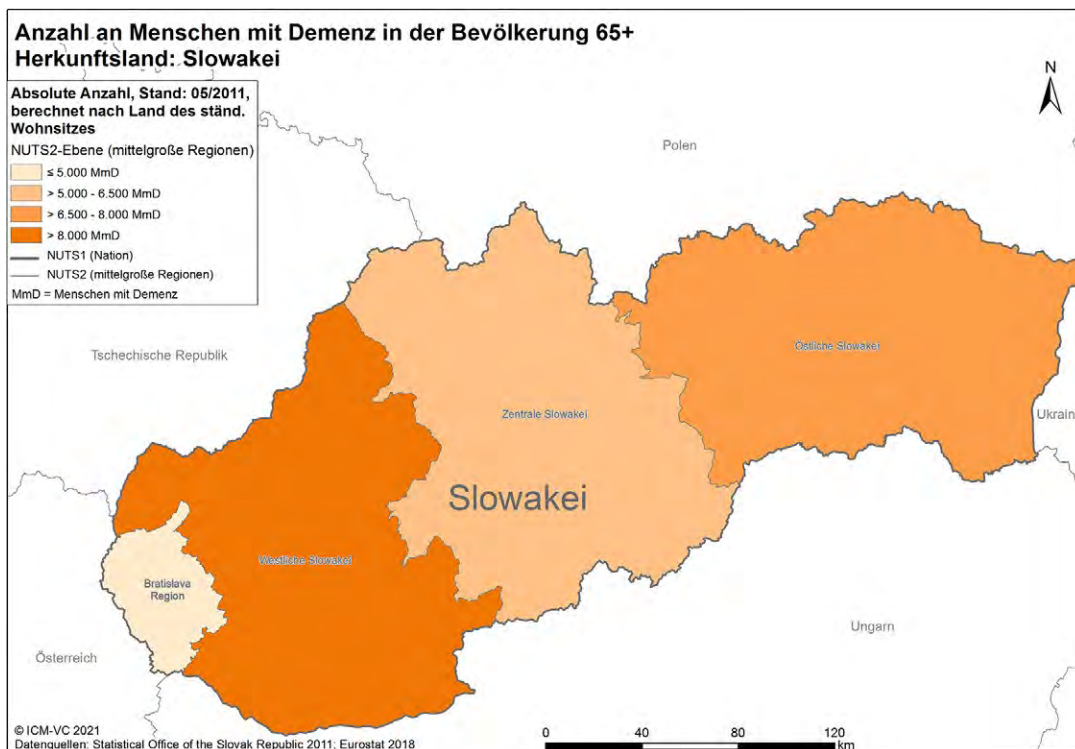 Anzahl an Menschen mit Demenz in der Bevölkerung 65+
Herkunftsland: Slowakei
Absolute Anzahl, Stand: 05/2011,
berechnet nach Land des ständ.
Wohnsitzes
NUTS2-Ebene (mittelgroße Regionen)
≤ 5.000 MmD
> 5.000 - 6.500 MmD
> 6.500 - 8.000 MmD
> 8.000 MmD
NUTS1 (Nation)
NUTS2 (mittelgroße Regionen)
MmD = Menschen mit Demenz
N
Polen
Tschechische Republik
Östliche Slowakei
Zentrale Slowakei
Ukrain
Slowakei
Westliche Slowakei
Bratislava
Region
Ungarn
Österreich
© ICM-VC 2021
Datenquellen: Statistical Office of the Slovak Republic 2011; Eurostat 2018
0 40 80 120
km